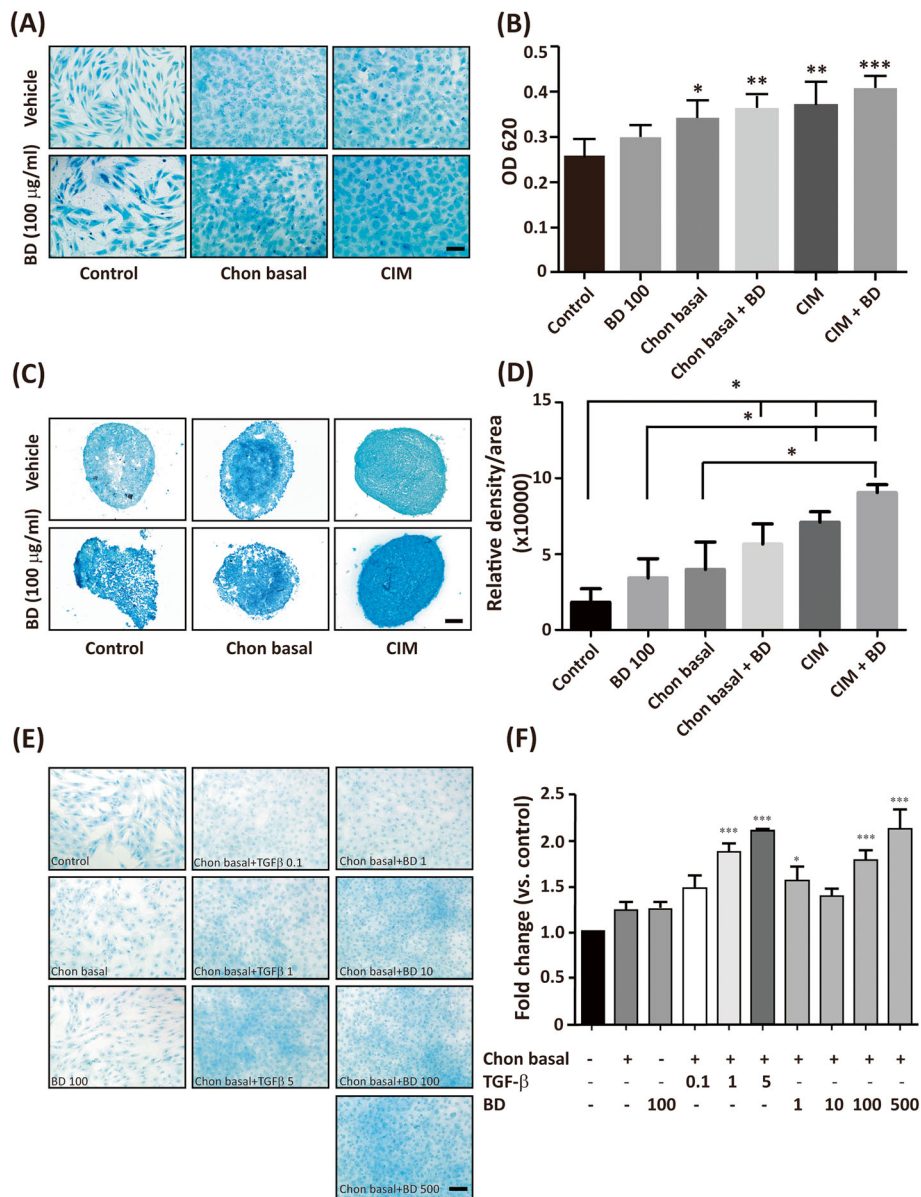 (A)
Vehicle
BD (100 μg/ml)
Control
Chon basal
CIM
(B)
OD 620
0.5
0.4
0.3
0.2
0.1
0
*
**
**
***
Control
BD 100
Chon basal
Chon basal + BD
CIM
CIM + BD
(C)
Vehicle
BD (100 μg/ml)
Control
Chon basal
CIM
(D)
Relative density/area
(x10000)
15
10
5
0
*
*
*
Control
BD 100
Chon basal
Chon basal + BD
CIM
CIM + BD
(E)
Control
Chon basal+TGFβ 0.1
Chon basal+BD 1
Chon basal
Chon basal+TGFβ 1
Chon basal+BD 10
BD 100
Chon basal+TGFβ 5
Chon basal+BD 100
Chon basal+BD 500
(F)
Fold change (vs. control)
2.5
2.0
1.5
1.0
0.5
0
***
***
*
***
***
Chon basal - + - + + + + + + +
TGF-β - - - 0.1 1 5 - - - -
BD - - 100 - - - 1 10 100 500